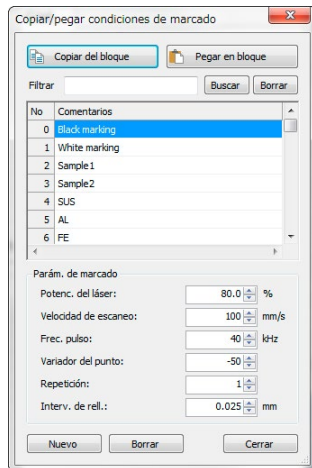 Copiar/pegar condiciones de marcado
Copiar del bloque Pegar en bloque
Filtrar Buscar Borrar
No Comentarios
0 Black marking
1 White marking
2 Sample1
3 Sample2
4 SUS
5 AL
6 FE
Parám. de marcado
Potenc. del láser: 80.0 %
Velocidad de escaneo: 100 mm/s
Frec. pulso: 40 kHz
Variador del punto: -50
Repetición: 1
Interv. de rell.: 0.025 mm
Nuevo Borrar Cerrar